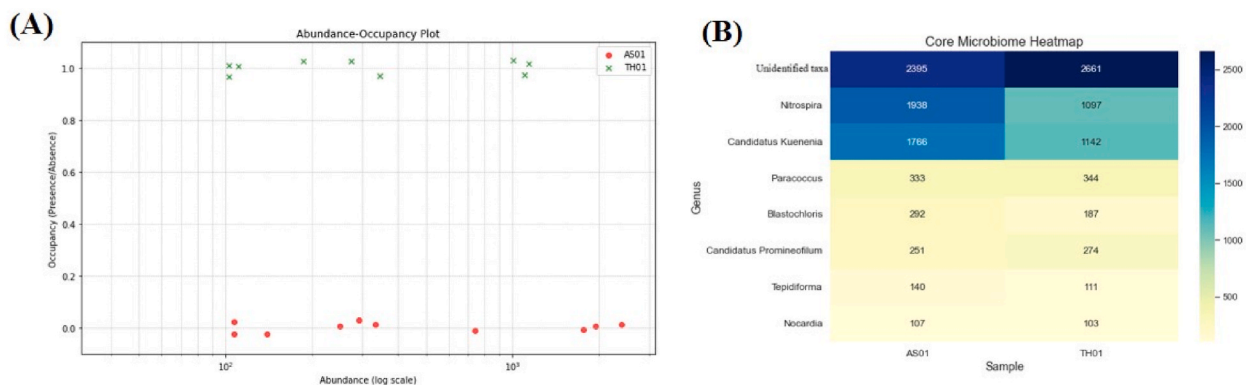 (A)
Abundance-Occupancy Plot
AS01
TH01
Occupancy (Presence/Absence)
1.0
0.8
0.6
0.4
0.2
0.0
10²
10³
Abundance (log scale)
(B)
Core Microbiome Heatmap
Genus
Unidentified taxa 2395 2661
Nitrospira 1938 1097
Candidatus Kuenenia 1766 1142
Paracoccus 333 344
Blastochloris 292 187
Candidatus Promineofilum 251 274
Tepidiforma 140 111
Nocardia 107 103
AS01 TH01
Sample
2500
2000
1500
1000
500